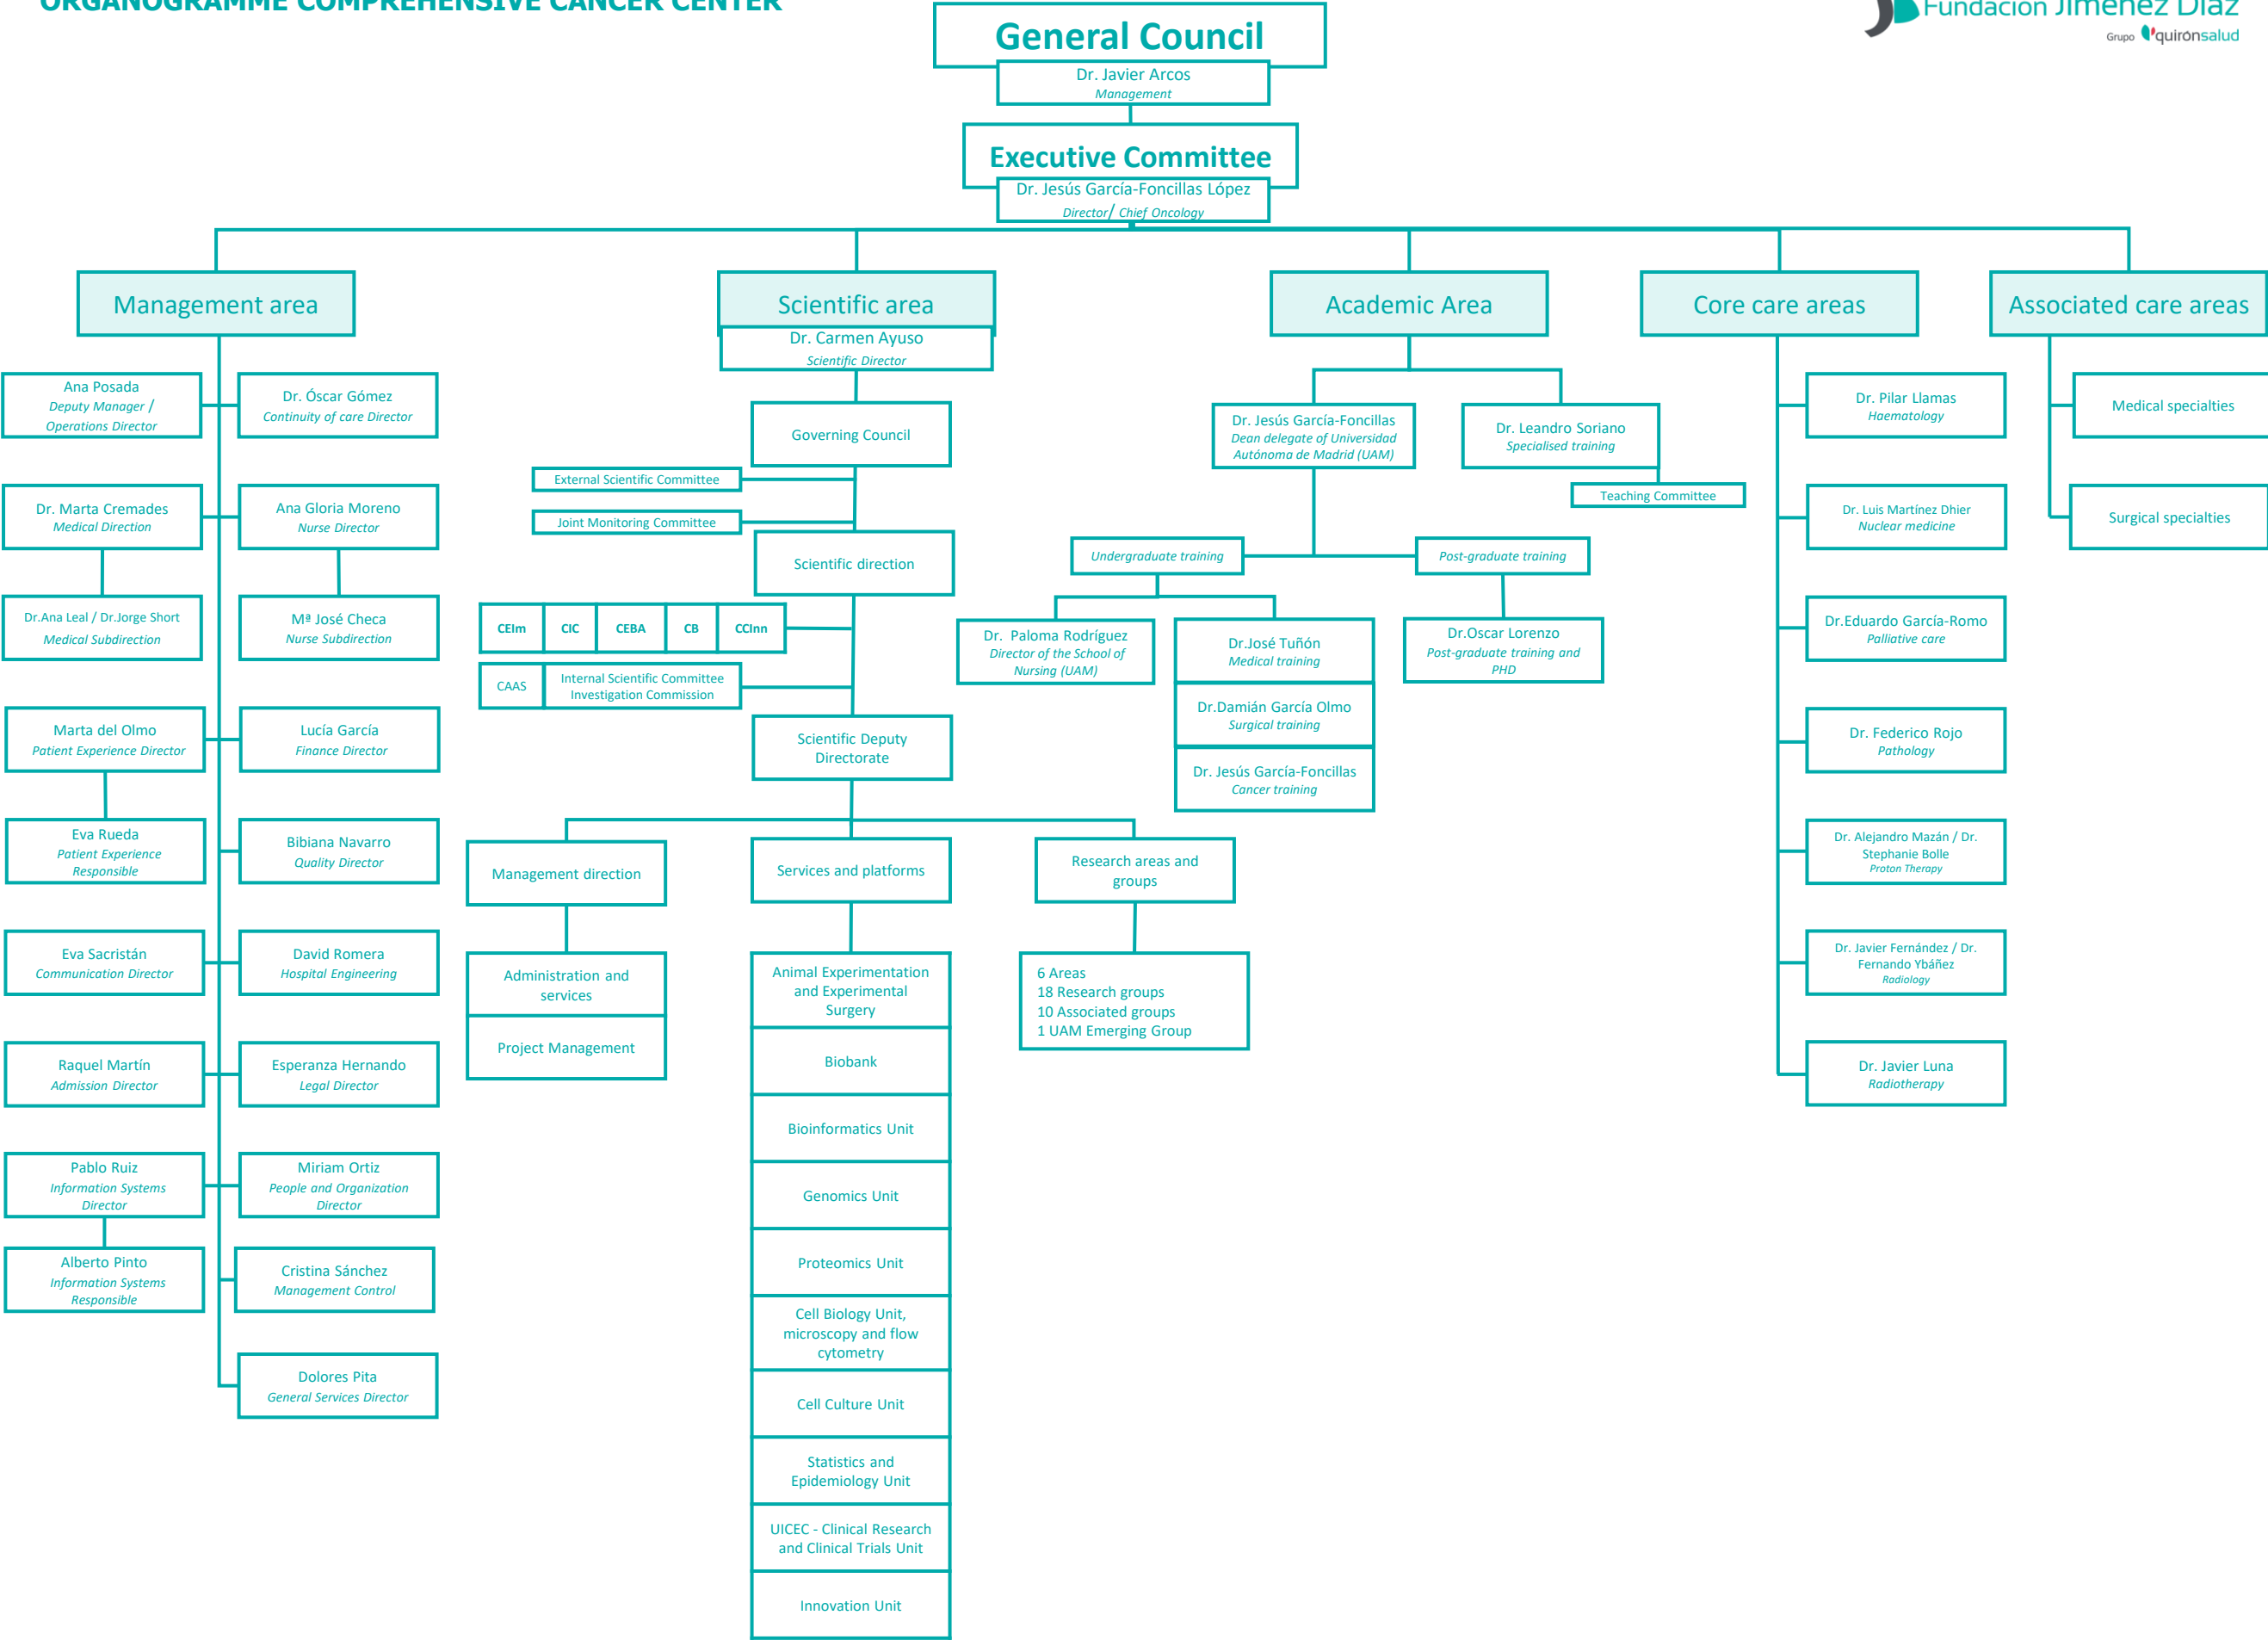 ORGANOGRAMME COMPREHENSIVE CANCER CENTER
Fundación Jiménez Díaz
Grupo quirónsalud
General Council
Dr. Javier Arcos
Management
Executive Committee
Dr. Jesús García-Foncillas López
Director/ Chief Oncology
Management area
Ana Posada
Deputy Manager /
Operations Director
Dr. Óscar Gómez
Continuity of care Director
Dr. Marta Cremades
Medical Direction
Ana Gloria Moreno
Nurse Director
Dr.Ana Leal / Dr.Jorge Short
Medical Subdirection
Mª José Checa
Nurse Subdirection
Marta del Olmo
Patient Experience Director
Lucía García
Finance Director
Eva Rueda
Patient Experience
Responsible
Bibiana Navarro
Quality Director
Eva Sacristán
Communication Director
David Romera
Hospital Engineering
Raquel Martín
Admission Director
Esperanza Hernando
Legal Director
Pablo Ruiz
Information Systems
Director
Miriam Ortiz
People and Organization
Director
Alberto Pinto
Information Systems
Responsible
Cristina Sánchez
Management Control
Dolores Pita
General Services Director
Scientific area
Dr. Carmen Ayuso
Scientific Director
Governing Council
External Scientific Committee
Joint Monitoring Committee
Scientific direction
CEIm
CIC
CEBA
CB
CCInn
CAAS
Internal Scientific Committee
Investigation Commission
Scientific Deputy
Directorate
Management direction
Administration and
services
Project Management
Services and platforms
Animal Experimentation
and Experimental
Surgery
Biobank
Bioinformatics Unit
Genomics Unit
Proteomics Unit
Cell Biology Unit,
microscopy and flow
cytometry
Cell Culture Unit
Statistics and
Epidemiology Unit
UICEC - Clinical Research
and Clinical Trials Unit
Innovation Unit
Research areas and
groups
6 Areas
18 Research groups
10 Associated groups
1 UAM Emerging Group
Academic Area
Dr. Jesús García-Foncillas
Dean delegate of Universidad
Autónoma de Madrid (UAM)
Dr. Leandro Soriano
Specialised training
Teaching Committee
Undergraduate training
Post-graduate training
Dr. Paloma Rodríguez
Director of the School of
Nursing (UAM)
Dr.José Tuñón
Medical training
Dr.Damián García Olmo
Surgical training
Dr. Jesús García-Foncillas
Cancer training
Dr.Oscar Lorenzo
Post-graduate training and
PHD
Core care areas
Dr. Pilar Llamas
Haematology
Dr. Luis Martínez Dhier
Nuclear medicine
Dr.Eduardo García-Romo
Palliative care
Dr. Federico Rojo
Pathology
Dr. Alejandro Mazán / Dr.
Stephanie Bolle
Proton Therapy
Dr. Javier Fernández / Dr.
Fernando Ybáñez
Radiology
Dr. Javier Luna
Radiotherapy
Associated care areas
Medical specialties
Surgical specialties